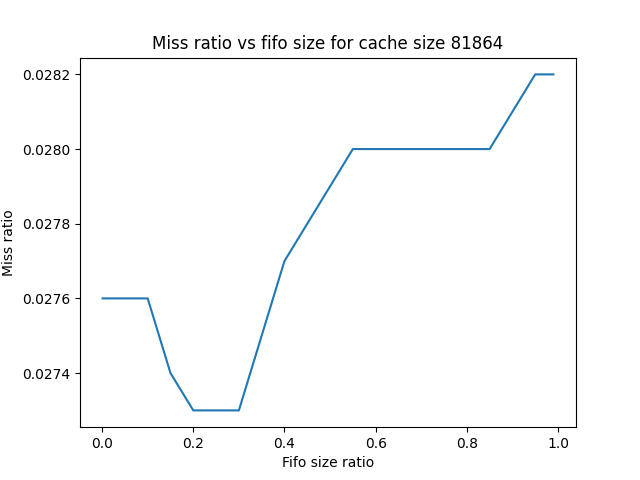 Miss ratio vs fifo size for cache size 81864
0.0282
0.0280
0.0278
0.0276
0.0274
Miss ratio
0.0 0.2 0.4 0.6 0.8 1.0
Fifo size ratio